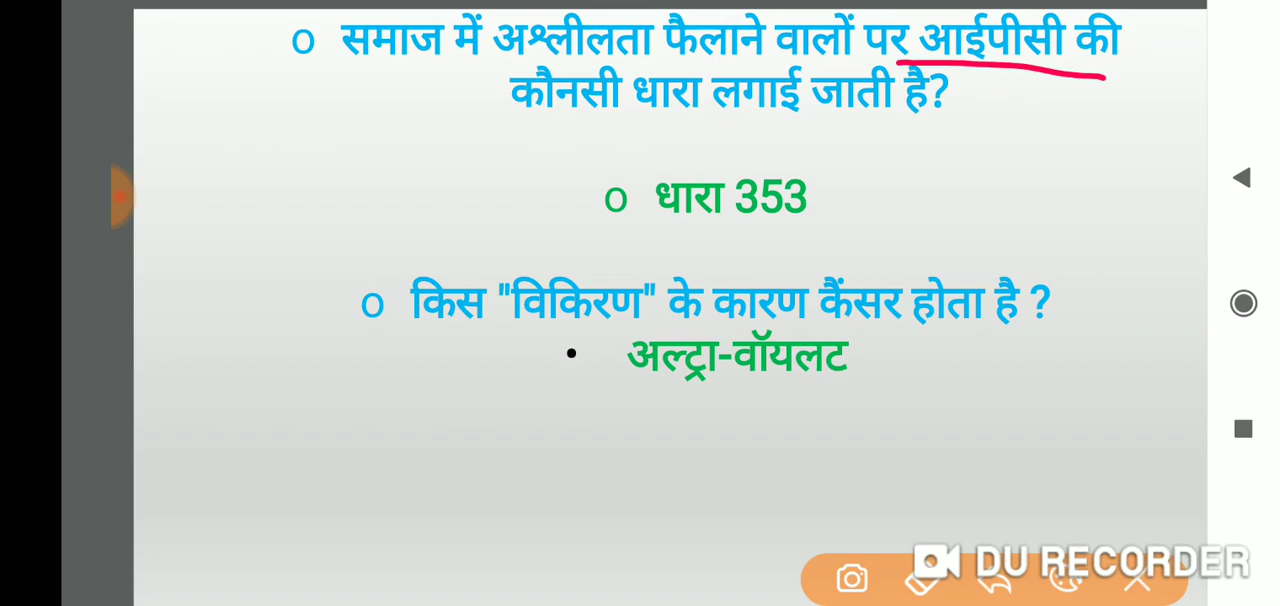 o समाज में अश्लीलता फैलाने वालों पर आईपीसी की
कौनसी धारा लगाई जाती है?
o धारा 353
o किस "विकिरण" के कारण कैंसर होता है ?
• अल्ट्रा-वॉयलट
DU RECORDER